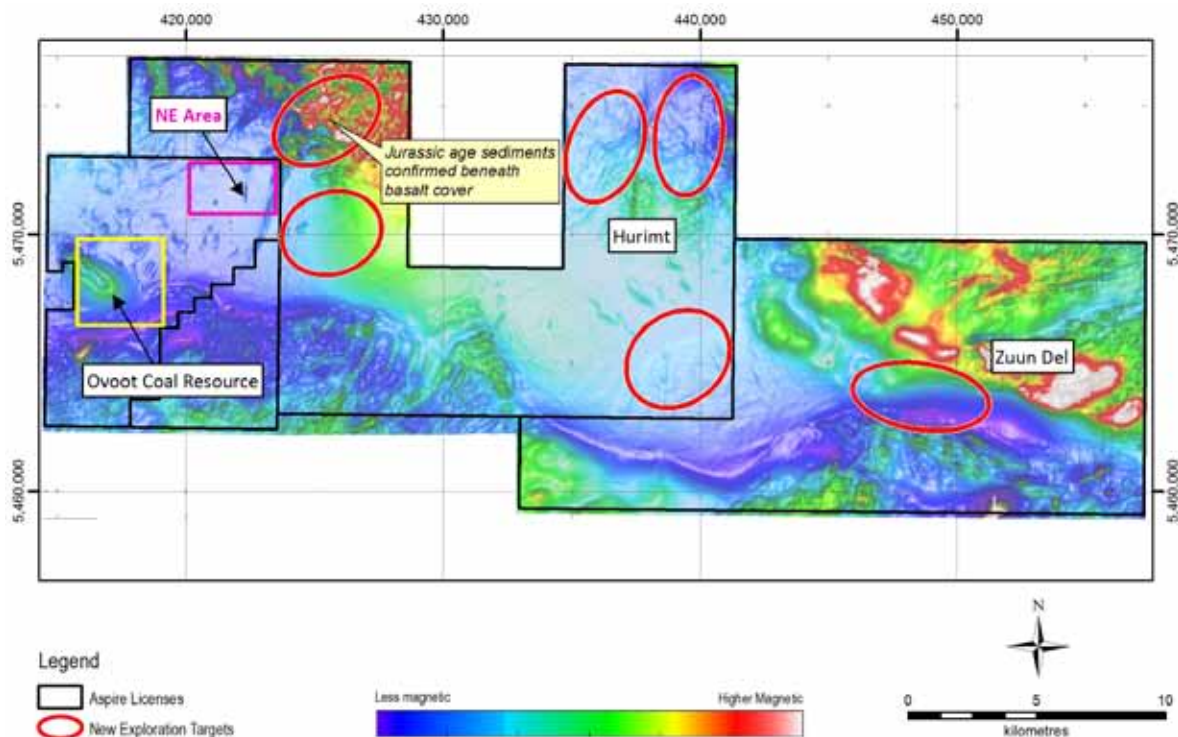 420,000
430,000
440,000
450,000
NE Area
Jurassic age sediments
confirmed beneath
basalt cover
5,470,000
5,470,000
Hurimt
Ovoot Coal Resource
Zuun Del
5,460,000
5,460,000
N
Legend
Aspire Licenses
New Exploration Targets
Less magnetic
Higher Magnetic
0
5
10
kilometres